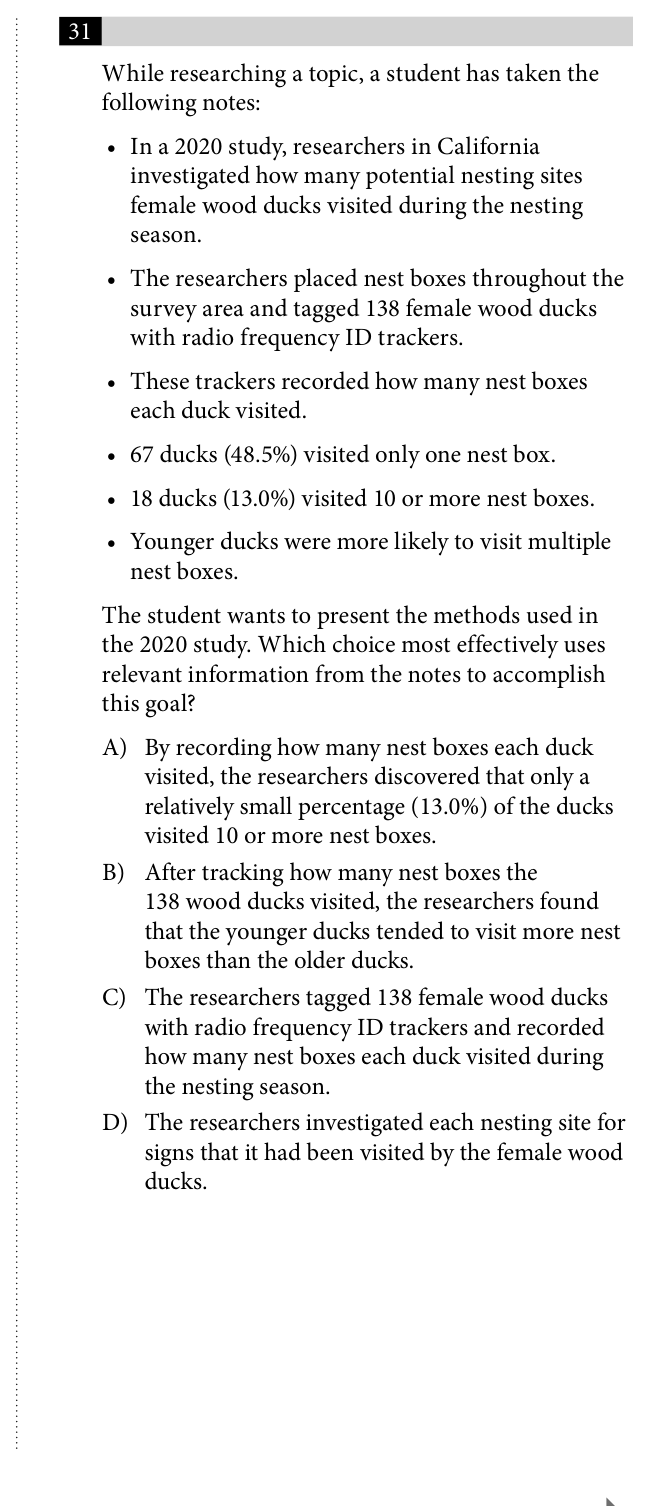 31
While researching a topic, a student has taken the
following notes:
• In a 2020 study, researchers in California
investigated how many potential nesting sites
female wood ducks visited during the nesting
season.
• The researchers placed nest boxes throughout the
survey area and tagged 138 female wood ducks
with radio frequency ID trackers.
• These trackers recorded how many nest boxes
each duck visited.
• 67 ducks (48.5%) visited only one nest box.
• 18 ducks (13.0%) visited 10 or more nest boxes.
• Younger ducks were more likely to visit multiple
nest boxes.
The student wants to present the methods used in
the 2020 study. Which choice most effectively uses
relevant information from the notes to accomplish
this goal?
A) By recording how many nest boxes each duck
visited, the researchers discovered that only a
relatively small percentage (13.0%) of the ducks
visited 10 or more nest boxes.
B) After tracking how many nest boxes the
138 wood ducks visited, the researchers found
that the younger ducks tended to visit more nest
boxes than the older ducks.
C) The researchers tagged 138 female wood ducks
with radio frequency ID trackers and recorded
how many nest boxes each duck visited during
the nesting season.
D) The researchers investigated each nesting site for
signs that it had been visited by the female wood
ducks.